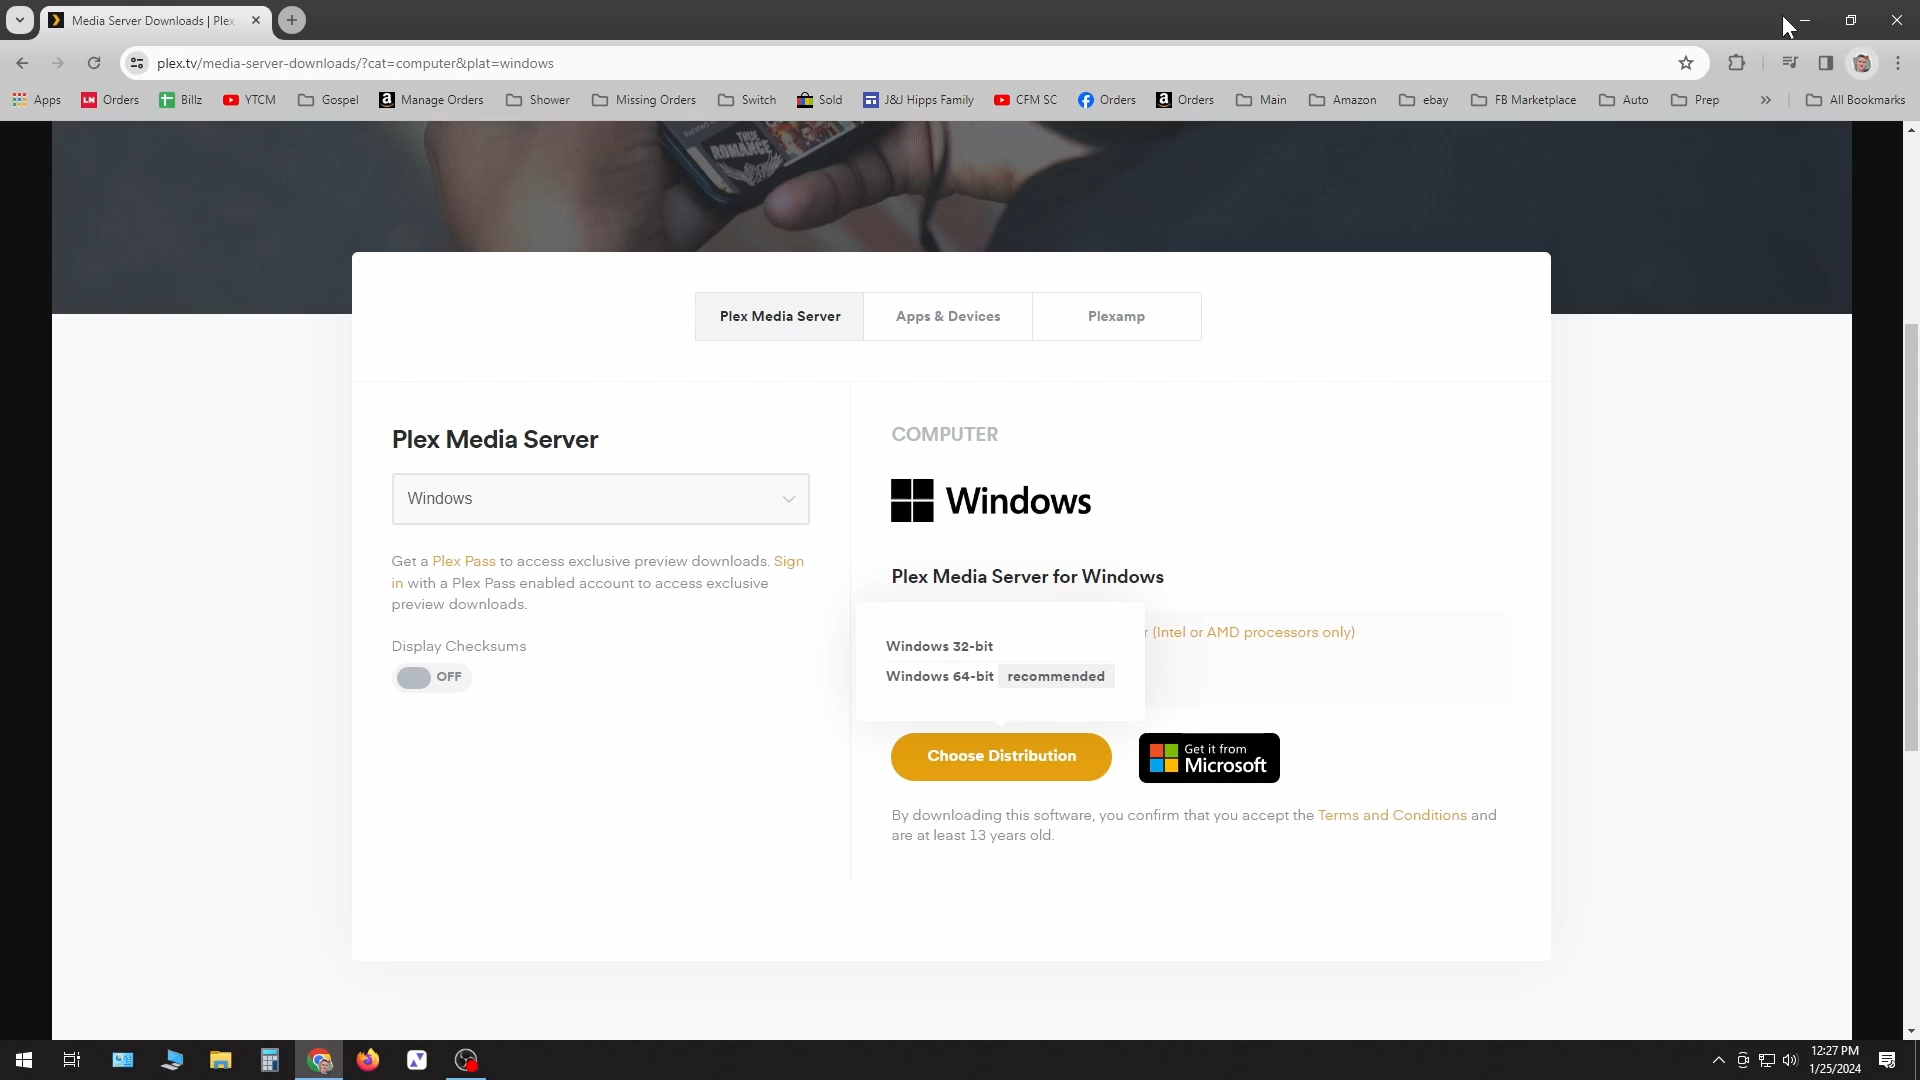 Media Server Downloads | Plex
plex.tv/media-server-downloads/?cat=computer&plat=windows
Apps
Orders
Billz
YTCM
Gospel
Manage Orders
Shower
Missing Orders
Switch
Sold
J&J Hipps Family
CFM SC
Orders
Orders
Main
Amazon
ebay
FB Marketplace
Auto
Prep
All Bookmarks
TRUE
ROMANCE
Plex Media Server
Apps & Devices
Plexamp
Plex Media Server
Windows
Get a Plex Pass to access exclusive preview downloads. Sign
in with a Plex Pass enabled account to access exclusive
preview downloads.
Display Checksums
OFF
COMPUTER
Windows
Plex Media Server for Windows
r (Intel or AMD processors only)
Windows 32-bit
Windows 64-bit recommended
Choose Distribution
Get it from
Microsoft
By downloading this software, you confirm that you accept the Terms and Conditions and
are at least 13 years old.
12:27 PM
1/25/2024